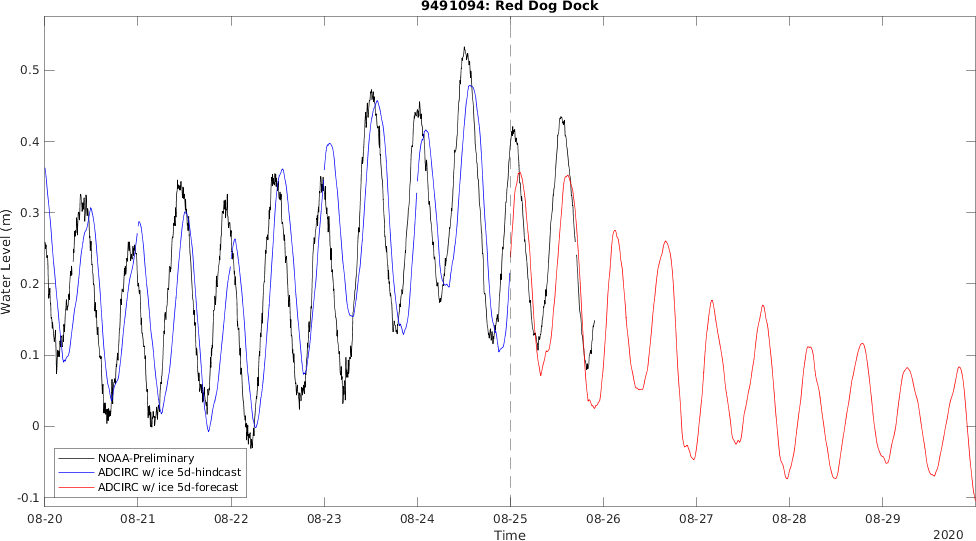 9491094: Red Dog Dock
Water Level (m)
0.5
0.4
0.3
0.2
0.1
0
-0.1
NOAA-Preliminary
ADCIRC w/ ice 5d-hindcast
ADCIRC w/ ice 5d-forecast
08-20 08-21 08-22 08-23 08-24 08-25 08-26 08-27 08-28 08-29
Time
2020